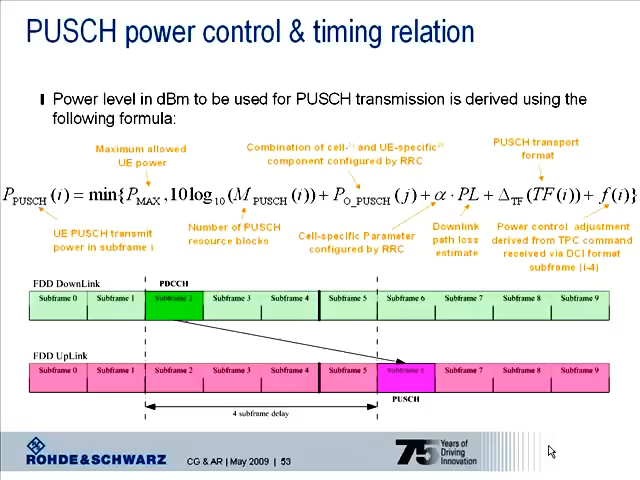 PUSCH power control & timing relation
Power level in dBm to be used for PUSCH transmission is derived using the
following formula:
Maximum allowed
UE power
Combination of cell-1) and UE-specific2)
component configured by RRC
PUSCH transport
format
P_PUSCH(i) = min{P_MAX, 10 log_10(M_PUSCH(i)) + P_O_PUSCH(j) + α · PL + Δ_TF(TF(i)) + f(i)}
UE PUSCH transmit
power in subframe i
Number of PUSCH
resource blocks
Cell-specific Parameter
configured by RRC
Downlink
path loss
estimate
Power control adjustment
derived from TPC command
received via DCI format
subframe (i-4)
FDD DownLink
PDCCH
Subframe 0 Subframe 1 Subframe 2 Subframe 3 Subframe 4 Subframe 5 Subframe 6 Subframe 7 Subframe 8 Subframe 9
FDD UpLink
Subframe 0 Subframe 1 Subframe 2 Subframe 3 Subframe 4 Subframe 5 Subframe 6 Subframe 7 Subframe 8 Subframe 9
PUSCH
4 subframe delay
ROHDE & SCHWARZ
CG & AR | May 2009 | 53
75 Years of
Driving
Innovation